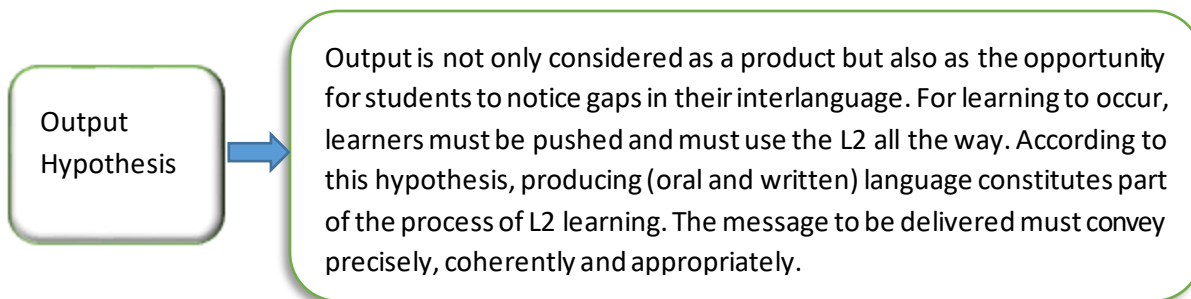 Output
Hypothesis
Output is not only considered as a product but also as the opportunity
for students to notice gaps in their interlanguage. For learning to occur,
learners must be pushed and must use the L2 all the way. According to
this hypothesis, producing (oral and written) language constitutes part
of the process of L2 learning. The message to be delivered must convey
precisely, coherently and appropriately.